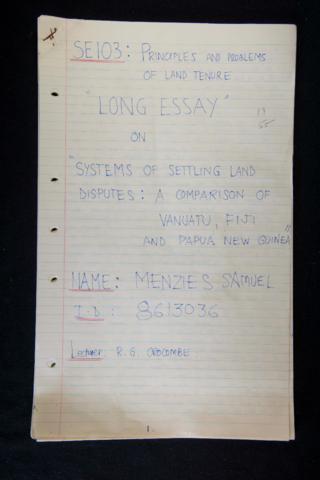 SE103: PRINCIPLES AND PROBLEMS
OF LAND TENURE
"LONG ESSAY"
ON
"SYSTEMS OF SETTLING LAND
DISPUTES: A COMPARISON OF
VANUATU, FIJI
AND PAPUA NEW GUINEA"
NAME: MENZIES SAMUEL
I.D: 8613036
Lecturer: R.G. CROCOMBE
1.